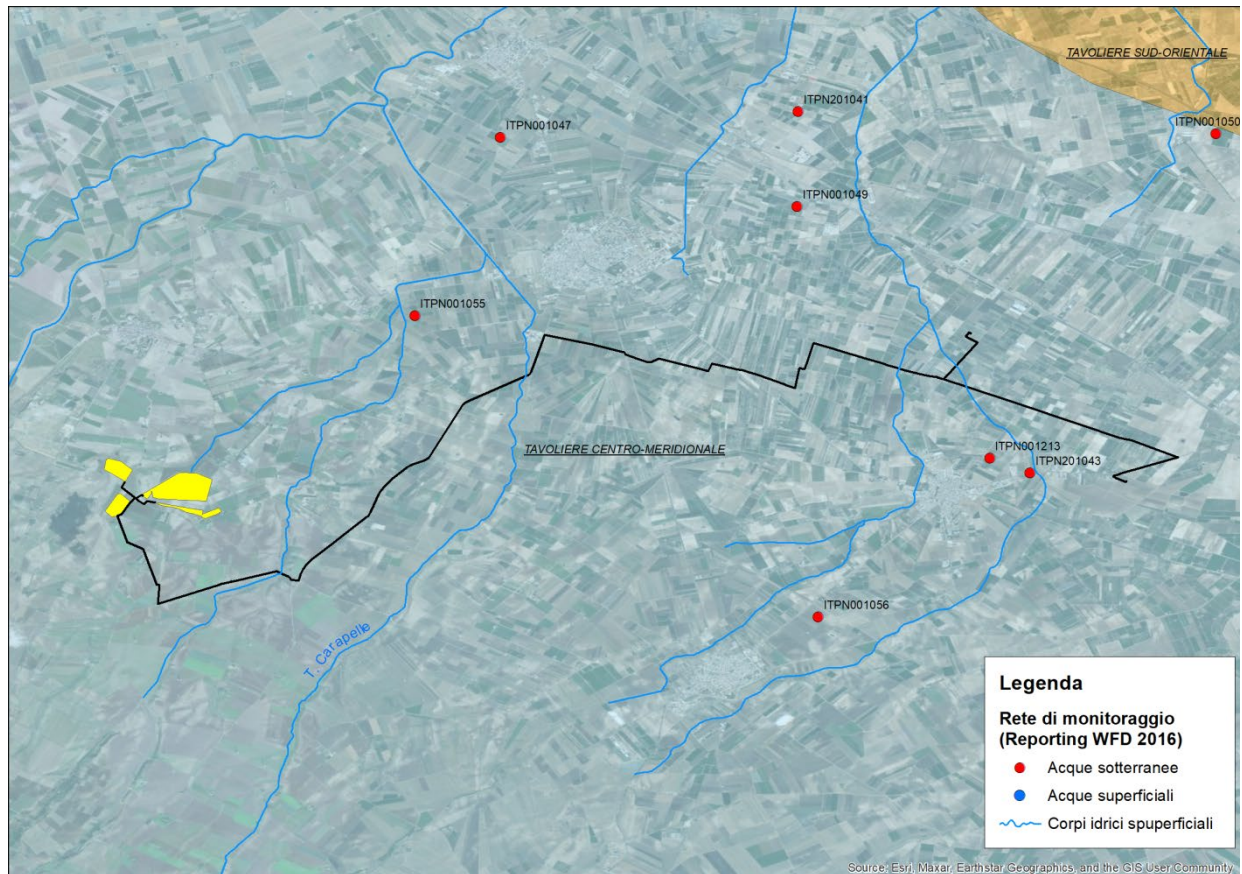 TAVOLIERE SUD-ORIENTALE
ITPN201041
ITPN001050
ITPN001047
ITPN001049
ITPN001055
TAVOLIERE CENTRO-MERIDIONALE
ITPN001213
ITPN201043
ITPN001056
T. Carapelle
Legenda
Rete di monitoraggio
(Reporting WFD 2016)
Acque sotterranee
Acque superficiali
Corpi idrici spuperficiali
Source: Esri, Maxar, Earthstar Geographics, and the GIS User Community